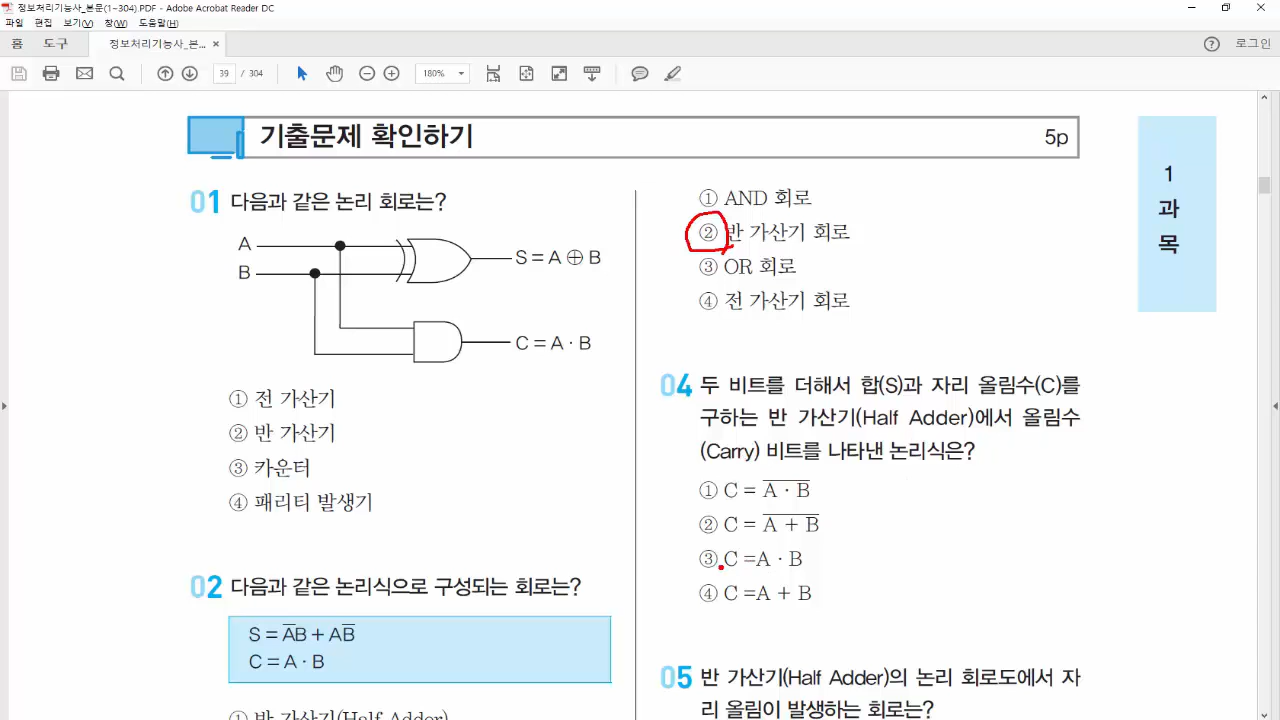 정보처리기능사_본문(1~304).PDF - Adobe Acrobat Reader DC
파일 편집 보기(V) 창(W) 도움말(H)
홈 도구 정보처리기능사_본... × 로그인
39 / 304 180%
기출문제 확인하기 5p
01 다음과 같은 논리 회로는?
A
B
S = A ⊕ B
C = A · B
① 전 가산기
② 반 가산기
③ 카운터
④ 패리티 발생기
02 다음과 같은 논리식으로 구성되는 회로는?
S = A̅B + AB̅
C = A · B
① 반 가산기(Half Adder)
① AND 회로
② 반 가산기 회로
③ OR 회로
④ 전 가산기 회로
04 두 비트를 더해서 합(S)과 자리 올림수(C)를
구하는 반 가산기(Half Adder)에서 올림수
(Carry) 비트를 나타낸 논리식은?
① C = A̅ ̅·̅ ̅B̅
② C = A̅ ̅+̅ ̅B̅
③ C =A · B
④ C =A + B
05 반 가산기(Half Adder)의 논리 회로도에서 자
리 올림이 발생하는 회로는?
1
과
목